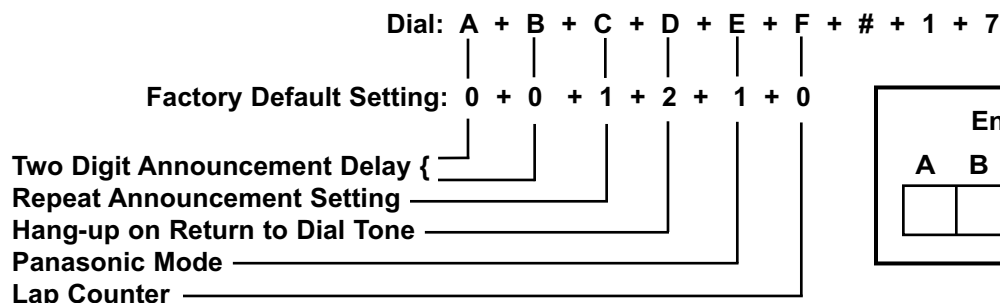 Dial: A + B + C + D + E + F + # + 1 + 7
Factory Default Setting: 0 + 0 + 1 + 2 + 1 + 0
Two Digit Announcement Delay {
Repeat Announcement Setting
Hang-up on Return to Dial Tone
Panasonic Mode
Lap Counter
A B